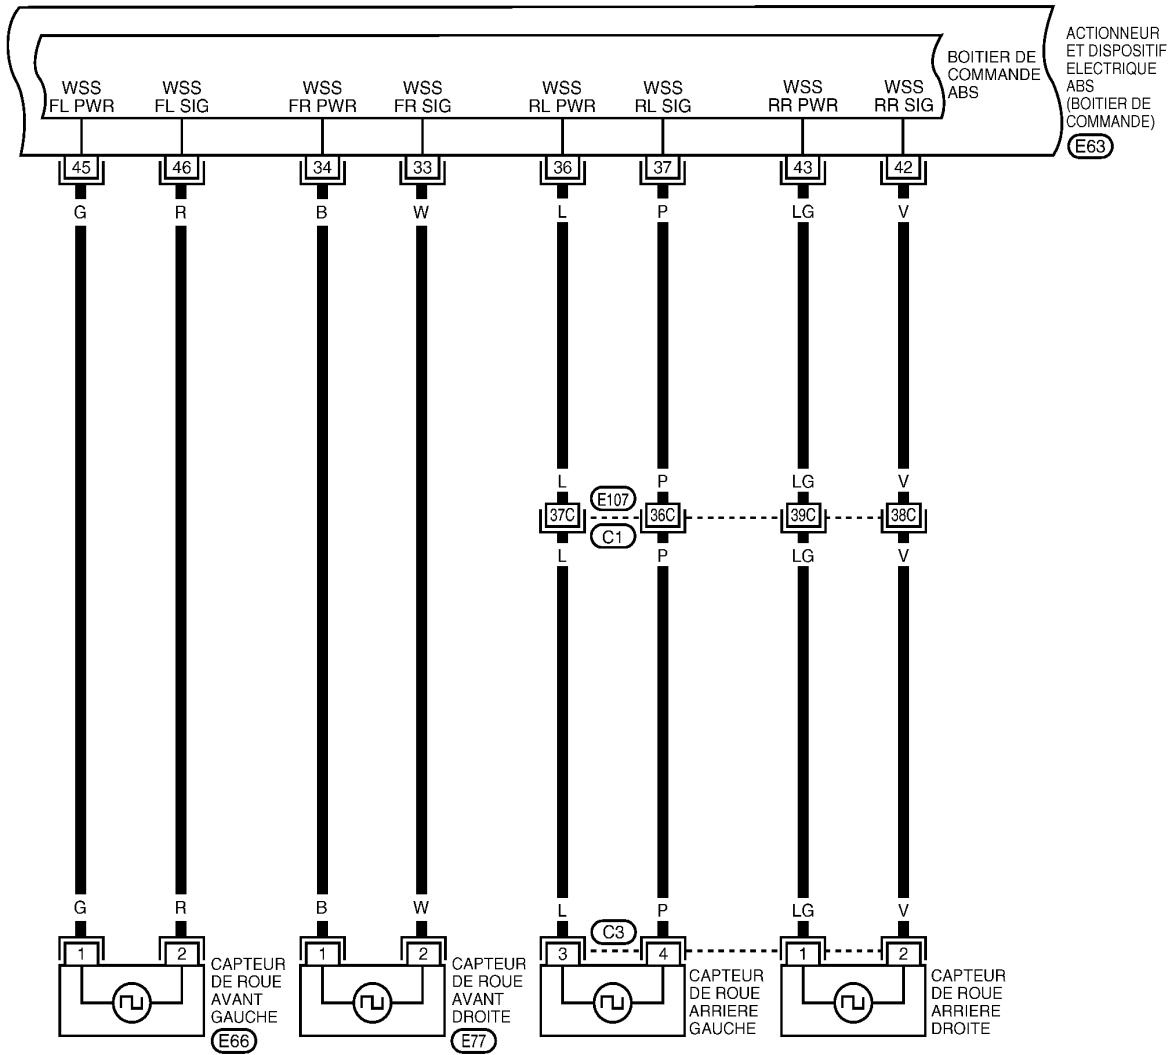 ACTIONNEUR
ET DISPOSITIF
ELECTRIQUE
ABS
(BOITIER DE
COMMANDE)
E63
BOITIER DE
COMMANDE
ABS
WSS WSS WSS WSS WSS WSS WSS WSS
FL PWR FL SIG FR PWR FR SIG RL PWR RL SIG RR PWR RR SIG
45 46 34 33 36 37 43 42
G R B W L P LG V
L P LG V
E107
37C 36C 39C 38C
C1
L P LG V
G R B W L P LG V
C3
1 2 1 2 3 4 1 2
CAPTEUR
DE ROUE
AVANT
GAUCHE
E66
CAPTEUR
DE ROUE
AVANT
DROITE
E77
CAPTEUR
DE ROUE
ARRIERE
GAUCHE
CAPTEUR
DE ROUE
ARRIERE
DROITE